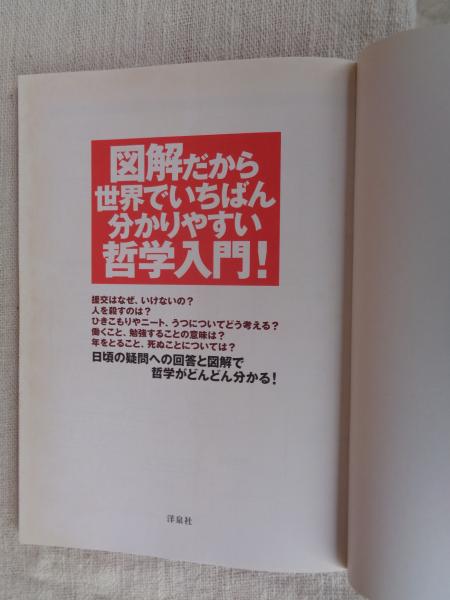 図解だから
世界でいちばん
分かりやすい
哲学入門！
援交はなぜ、いけないの？
人を殺すのは？
ひきこもりやニート、うつについてどう考える？
働くこと、勉強することの意味は？
年をとること、死ぬことについては？
日頃の疑問への回答と図解で
哲学がどんどん分かる！
洋泉社